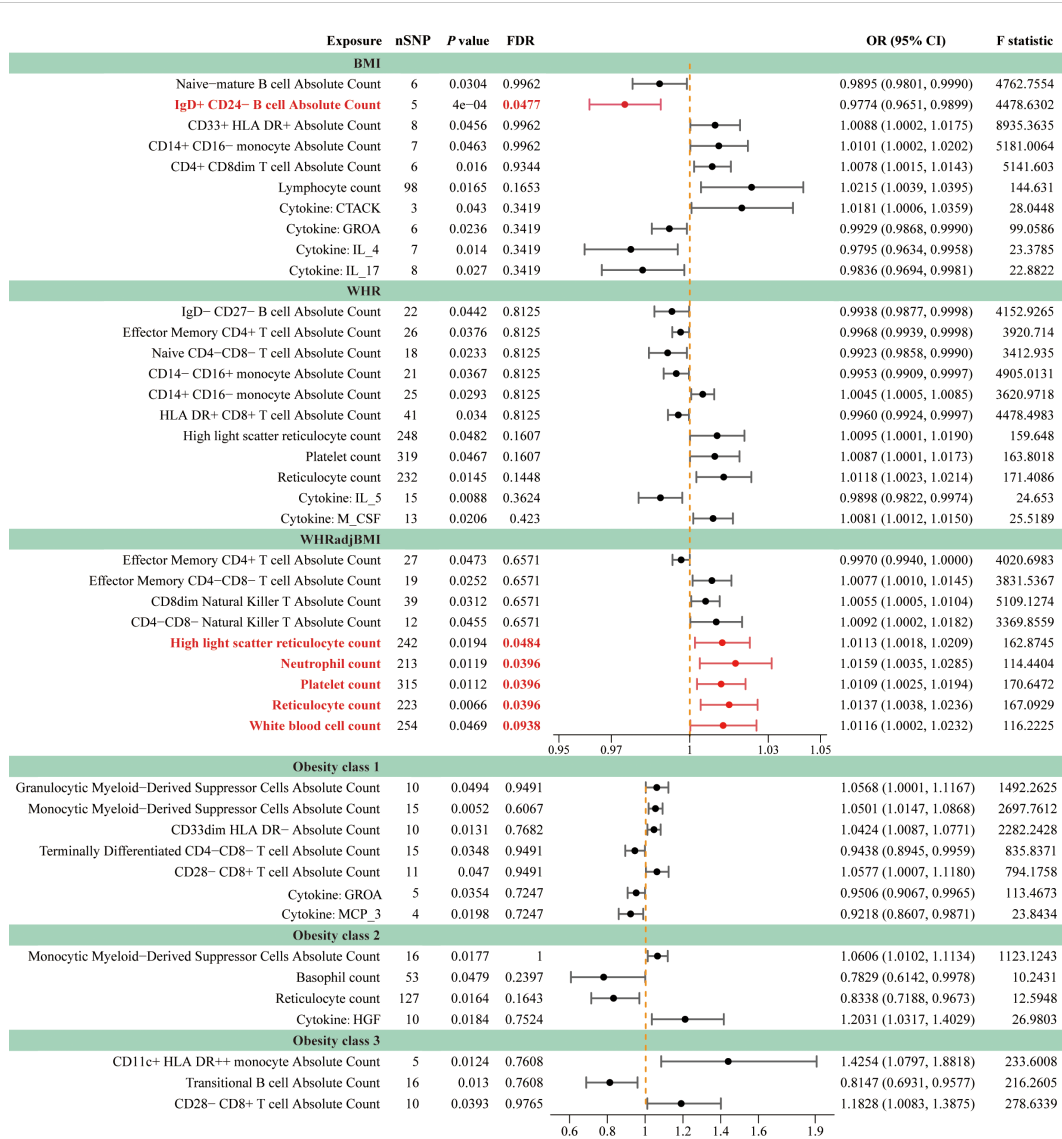 Exposure nSNP P value FDR OR (95% CI) F statistic
BMI
Naive−mature B cell Absolute Count 6 0.0304 0.9962 0.9895 (0.9801, 0.9990) 4762.7554
IgD+ CD24− B cell Absolute Count 5 4e−04 0.0477 0.9774 (0.9651, 0.9899) 4478.6302
CD33+ HLA DR+ Absolute Count 8 0.0456 0.9962 1.0088 (1.0002, 1.0175) 8935.3635
CD14+ CD16− monocyte Absolute Count 7 0.0463 0.9962 1.0101 (1.0002, 1.0202) 5181.0064
CD4+ CD8dim T cell Absolute Count 6 0.016 0.9344 1.0078 (1.0015, 1.0143) 5141.603
Lymphocyte count 98 0.0165 0.1653 1.0215 (1.0039, 1.0395) 144.631
Cytokine: CTACK 3 0.043 0.3419 1.0181 (1.0006, 1.0359) 28.0448
Cytokine: GROA 6 0.0236 0.3419 0.9929 (0.9868, 0.9990) 99.0586
Cytokine: IL_4 7 0.014 0.3419 0.9795 (0.9634, 0.9958) 23.3785
Cytokine: IL_17 8 0.027 0.3419 0.9836 (0.9694, 0.9981) 22.8822
WHR
IgD− CD27− B cell Absolute Count 22 0.0442 0.8125 0.9938 (0.9877, 0.9998) 4152.9265
Effector Memory CD4+ T cell Absolute Count 26 0.0376 0.8125 0.9968 (0.9939, 0.9998) 3920.714
Naive CD4−CD8− T cell Absolute Count 18 0.0233 0.8125 0.9923 (0.9858, 0.9990) 3412.935
CD14− CD16+ monocyte Absolute Count 21 0.0367 0.8125 0.9953 (0.9909, 0.9997) 4905.0131
CD14+ CD16− monocyte Absolute Count 25 0.0293 0.8125 1.0045 (1.0005, 1.0085) 3620.9718
HLA DR+ CD8+ T cell Absolute Count 41 0.034 0.8125 0.9960 (0.9924, 0.9997) 4478.4983
High light scatter reticulocyte count 248 0.0482 0.1607 1.0095 (1.0001, 1.0190) 159.648
Platelet count 319 0.0467 0.1607 1.0087 (1.0001, 1.0173) 163.8018
Reticulocyte count 232 0.0145 0.1448 1.0118 (1.0023, 1.0214) 171.4086
Cytokine: IL_5 15 0.0088 0.3624 0.9898 (0.9822, 0.9974) 24.653
Cytokine: M_CSF 13 0.0206 0.423 1.0081 (1.0012, 1.0150) 25.5189
WHRadjBMI
Effector Memory CD4+ T cell Absolute Count 27 0.0473 0.6571 0.9970 (0.9940, 1.0000) 4020.6983
Effector Memory CD4−CD8− T cell Absolute Count 19 0.0252 0.6571 1.0077 (1.0010, 1.0145) 3831.5367
CD8dim Natural Killer T Absolute Count 39 0.0312 0.6571 1.0055 (1.0005, 1.0104) 5109.1274
CD4−CD8− Natural Killer T Absolute Count 12 0.0455 0.6571 1.0092 (1.0002, 1.0182) 3369.8559
High light scatter reticulocyte count 242 0.0194 0.0484 1.0113 (1.0018, 1.0209) 162.8745
Neutrophil count 213 0.0119 0.0396 1.0159 (1.0035, 1.0285) 114.4404
Platelet count 315 0.0112 0.0396 1.0109 (1.0025, 1.0194) 170.6472
Reticulocyte count 223 0.0066 0.0396 1.0137 (1.0038, 1.0236) 167.0929
White blood cell count 254 0.0469 0.0938 1.0116 (1.0002, 1.0232) 116.2225
0.95 0.97 1 1.03 1.05
Obesity class 1
Granulocytic Myeloid−Derived Suppressor Cells Absolute Count 10 0.0494 0.9491 1.0568 (1.0001, 1.1167) 1492.2625
Monocytic Myeloid−Derived Suppressor Cells Absolute Count 15 0.0052 0.6067 1.0501 (1.0147, 1.0868) 2697.7612
CD33dim HLA DR− Absolute Count 10 0.0131 0.7682 1.0424 (1.0087, 1.0771) 2282.2428
Terminally Differentiated CD4−CD8− T cell Absolute Count 15 0.0348 0.9491 0.9438 (0.8945, 0.9959) 835.8371
CD28− CD8+ T cell Absolute Count 11 0.047 0.9491 1.0577 (1.0007, 1.1180) 794.1758
Cytokine: GROA 5 0.0354 0.7247 0.9506 (0.9067, 0.9965) 113.4673
Cytokine: MCP_3 4 0.0198 0.7247 0.9218 (0.8607, 0.9871) 23.8434
Obesity class 2
Monocytic Myeloid−Derived Suppressor Cells Absolute Count 16 0.0177 1 1.0606 (1.0102, 1.1134) 1123.1243
Basophil count 53 0.0479 0.2397 0.7829 (0.6142, 0.9978) 10.2431
Reticulocyte count 127 0.0164 0.1643 0.8338 (0.7188, 0.9673) 12.5948
Cytokine: HGF 10 0.0184 0.7524 1.2031 (1.0317, 1.4029) 26.9803
Obesity class 3
CD11c+ HLA DR++ monocyte Absolute Count 5 0.0124 0.7608 1.4254 (1.0797, 1.8818) 233.6008
Transitional B cell Absolute Count 16 0.013 0.7608 0.8147 (0.6931, 0.9577) 216.2605
CD28− CD8+ T cell Absolute Count 10 0.0393 0.9765 1.1828 (1.0083, 1.3875) 278.6339
0.6 0.8 1 1.2 1.4 1.6 1.9